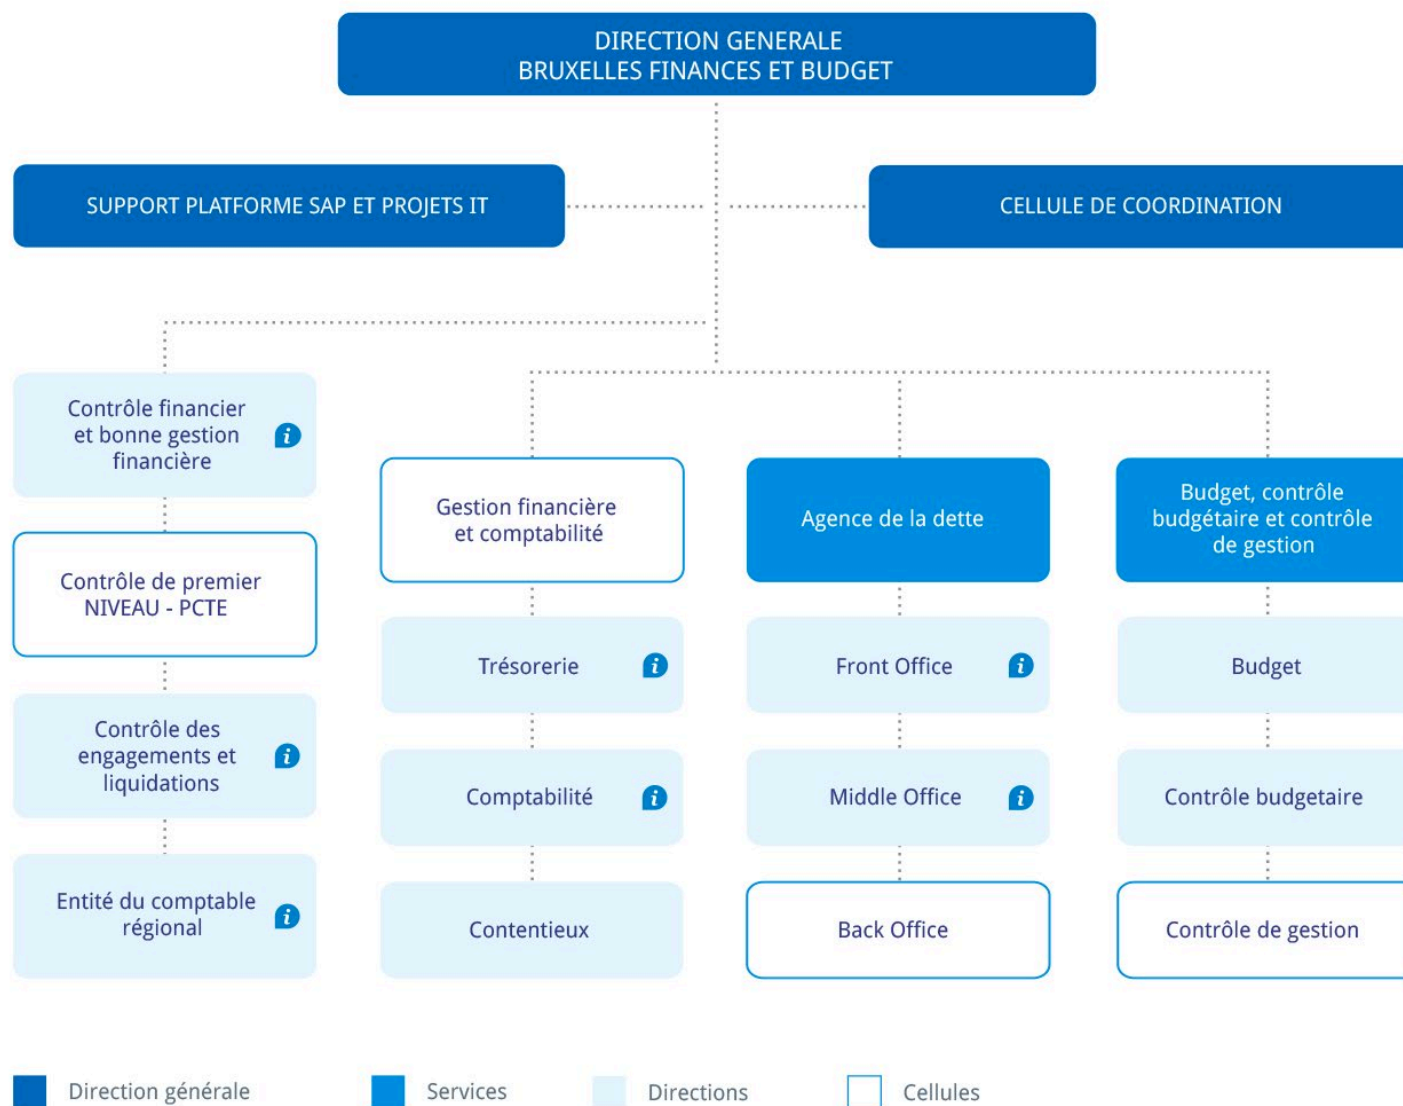 DIRECTION GENERALE
BRUXELLES FINANCES ET BUDGET
SUPPORT PLATFORME SAP ET PROJETS IT
CELLULE DE COORDINATION
Contrôle financier
et bonne gestion
financière
i
Contrôle de premier
NIVEAU - PCTE
Contrôle des
engagements et
liquidations
i
Entité du comptable
régional
i
Gestion financière
et comptabilité
Trésorerie
i
Comptabilité
i
Contentieux
Agence de la dette
Front Office
i
Middle Office
i
Back Office
Budget, contrôle
budgétaire et contrôle
de gestion
Budget
Contrôle budgetaire
Contrôle de gestion
Direction générale
Services
Directions
Cellules